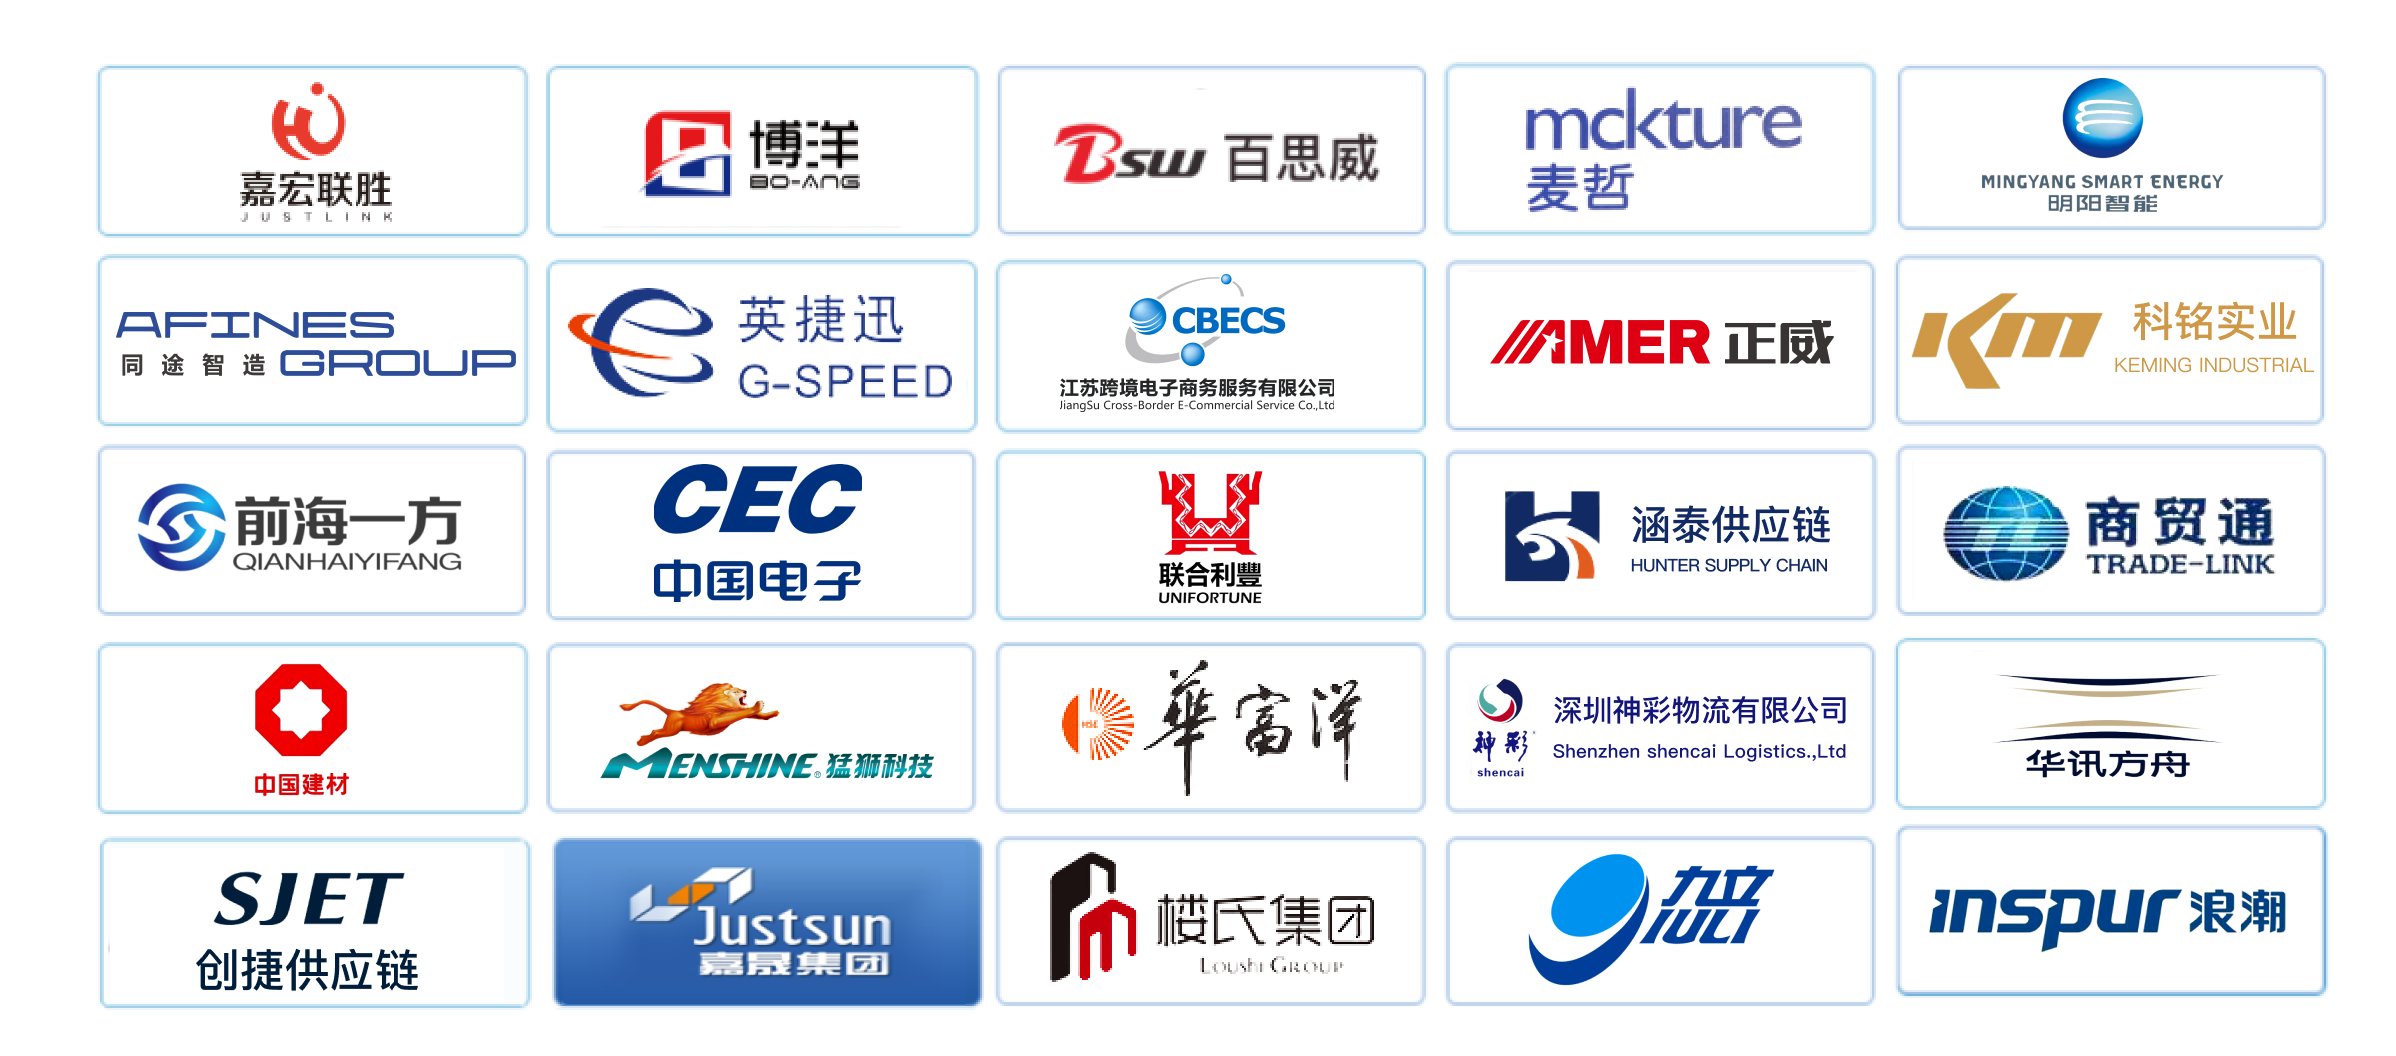 嘉宏联胜
JUSTLINK
博洋
BO-ANG
Bsw 百思威
mckture
麦哲
MINGYANG SMART ENERGY
明阳智能
AFINES
同途智造 GROUP
英捷迅
G-SPEED
CBECS
江苏跨境电子商务服务有限公司
JiangSu Cross-Border E-Commercial Service Co.,Ltd
AMER 正威
Km 科铭实业
KEMING INDUSTRIAL
前海一方
QIANHAIYIFANG
CEC
中国电子
联合利豐
UNIFORTUNE
涵泰供应链
HUNTER SUPPLY CHAIN
商贸通
TRADE-LINK
中国建材
MENSHINE® 猛狮科技
華富洋
深圳神彩物流有限公司
神彩
Shenzhen shencai Logistics.,Ltd
shencai
华讯方舟
SJET
创捷供应链
Justsun
嘉晟集团
楼氏集团
Loushi Group
九立
JULI
inspur 浪潮